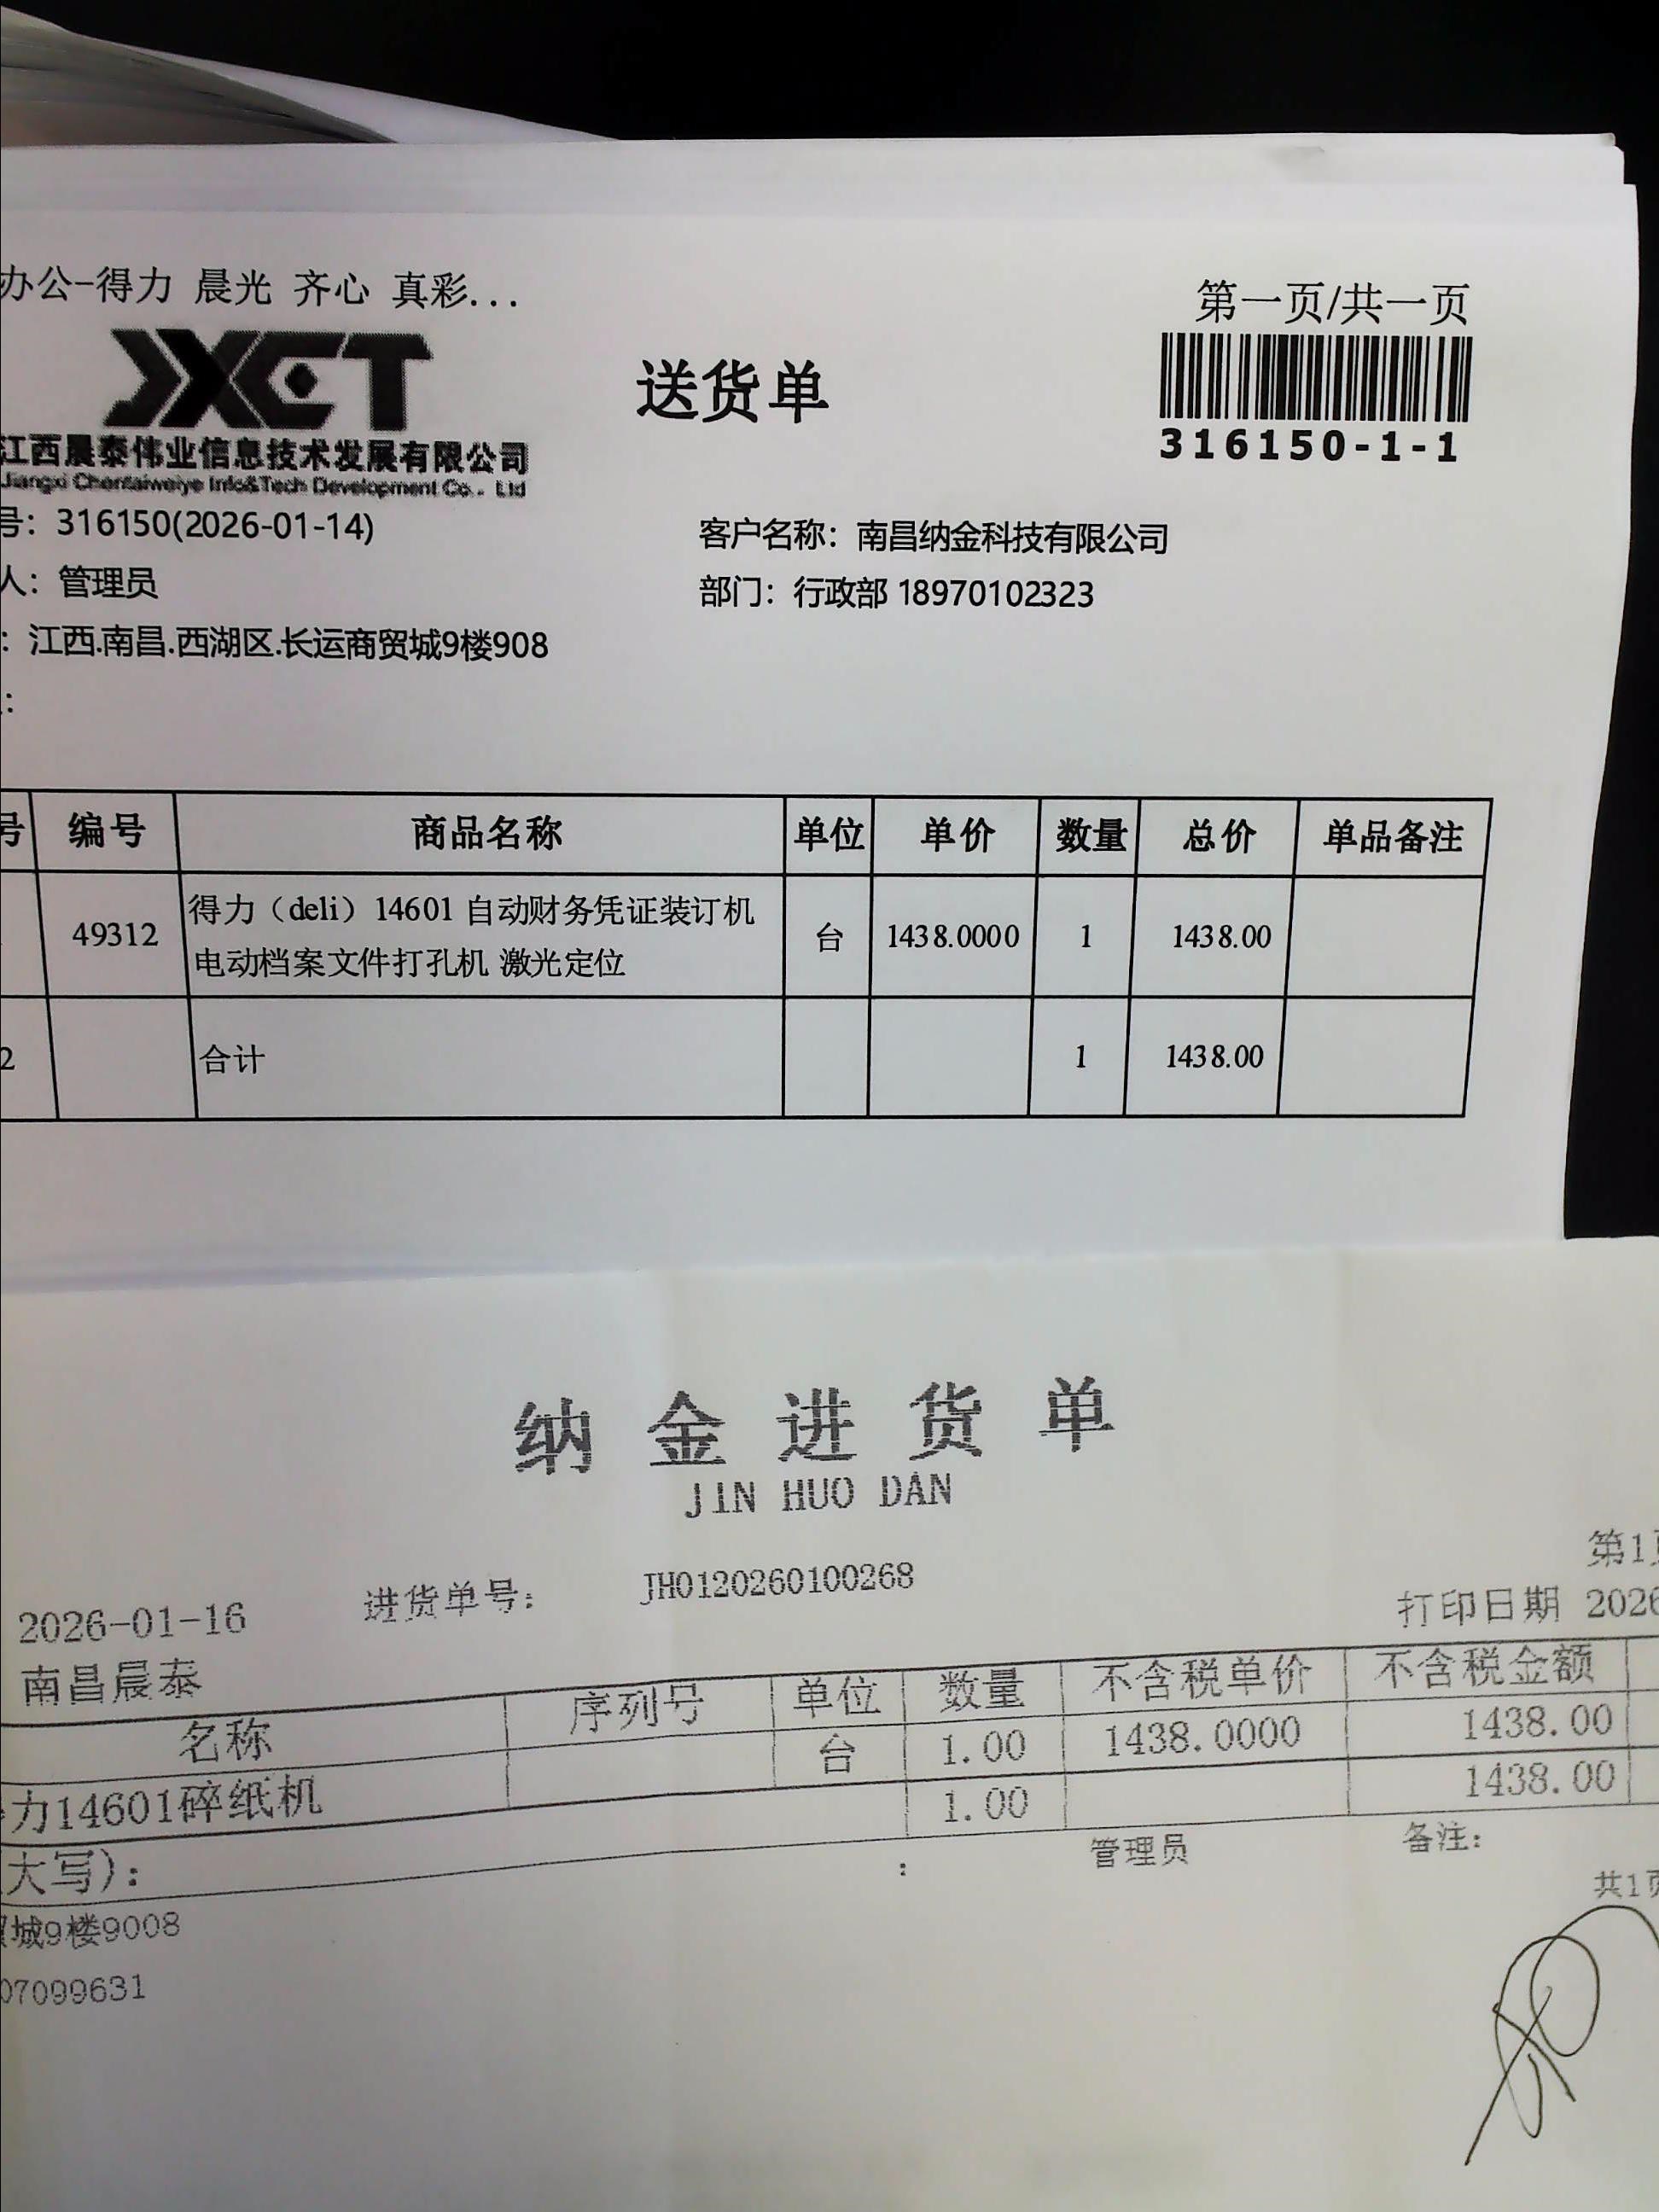 办公-得力 晨光 齐心 真彩...
第一页/共一页
JXCT
送货单
316150-1-1
江西晨泰伟业信息技术发展有限公司
Jiangxi Chentaiweiye Info&Tech Development Co., Ltd
号：316150(2026-01-14)
客户名称：南昌纳金科技有限公司
人：管理员
部门：行政部 18970102323
：江西.南昌.西湖区.长运商贸城9楼908
：
号 编号 商品名称 单位 单价 数量 总价 单品备注
49312 得力（deli）14601 自动财务凭证装订机 台 1438.0000 1 1438.00
电动档案文件打孔机 激光定位
2 合计 1 1438.00
纳金进货单
JIN HUO DAN
第1页
2026-01-16 进货单号： JH0120260100268 打印日期 2026
南昌晨泰
名称 序列号 单位 数量 不含税单价 不含税金额
力14601碎纸机 台 1.00 1438.0000 1438.00
1.00 1438.00
大写)：
： 管理员 备注：
城9楼9008
共1页
07099631